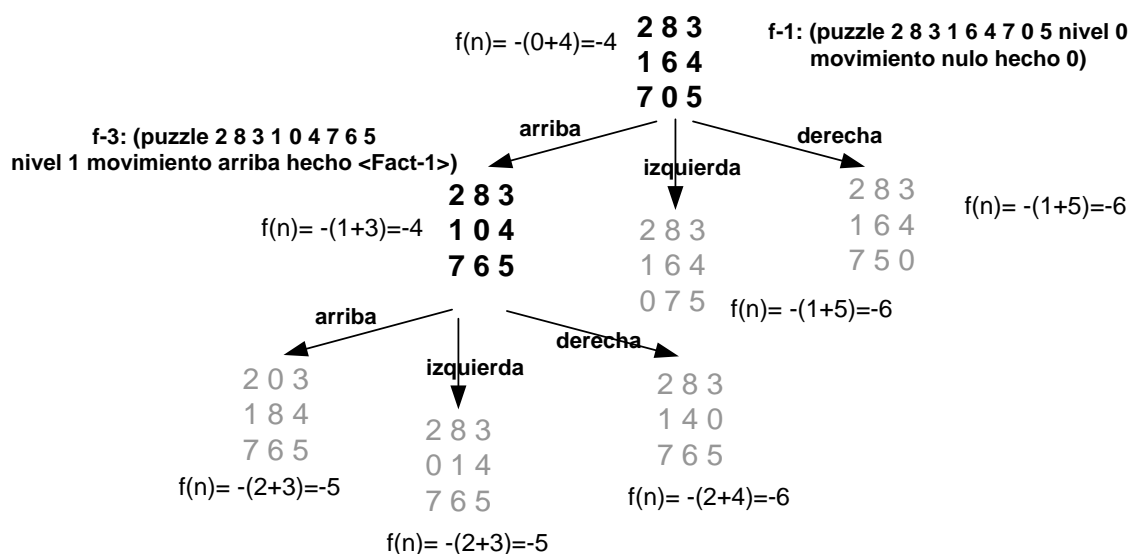 f(n)= -(0+4)=-4
2 8 3
1 6 4
7 0 5
f-1: (puzzle 2 8 3 1 6 4 7 0 5 nivel 0
movimiento nulo hecho 0)
arriba
izquierda
derecha
f-3: (puzzle 2 8 3 1 0 4 7 6 5
nivel 1 movimiento arriba hecho <Fact-1>)
f(n)= -(1+3)=-4
2 8 3
1 0 4
7 6 5
2 8 3
1 6 4
0 7 5
f(n)= -(1+5)=-6
2 8 3
1 6 4
7 5 0
f(n)= -(1+5)=-6
arriba
izquierda
derecha
2 0 3
1 8 4
7 6 5
f(n)= -(2+3)=-5
2 8 3
0 1 4
7 6 5
f(n)= -(2+3)=-5
2 8 3
1 4 0
7 6 5
f(n)= -(2+4)=-6